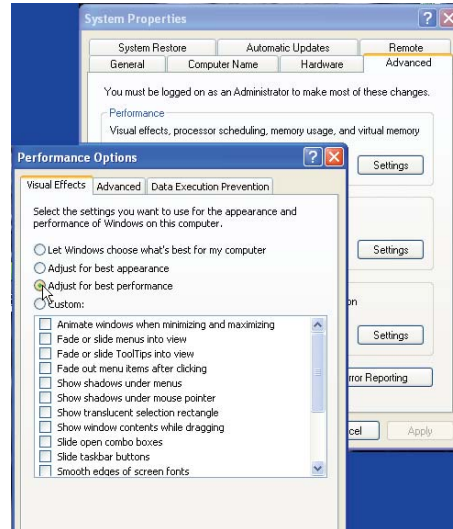 System Properties
System Restore Automatic Updates Remote
General Computer Name Hardware Advanced
You must be logged on as an Administrator to make most of these changes.
Performance
Visual effects, processor scheduling, memory usage, and virtual memory
Settings
Settings
Settings
Error Reporting
Apply
Performance Options
Visual Effects Advanced Data Execution Prevention
Select the settings you want to use for the appearance and
performance of Windows on this computer.
Let Windows choose what's best for my computer
Adjust for best appearance
Adjust for best performance
Custom:
Animate windows when minimizing and maximizing
Fade or slide menus into view
Fade or slide ToolTips into view
Fade out menu items after clicking
Show shadows under menus
Show shadows under mouse pointer
Show translucent selection rectangle
Show window contents while dragging
Slide open combo boxes
Slide taskbar buttons
Smooth edges of screen fonts